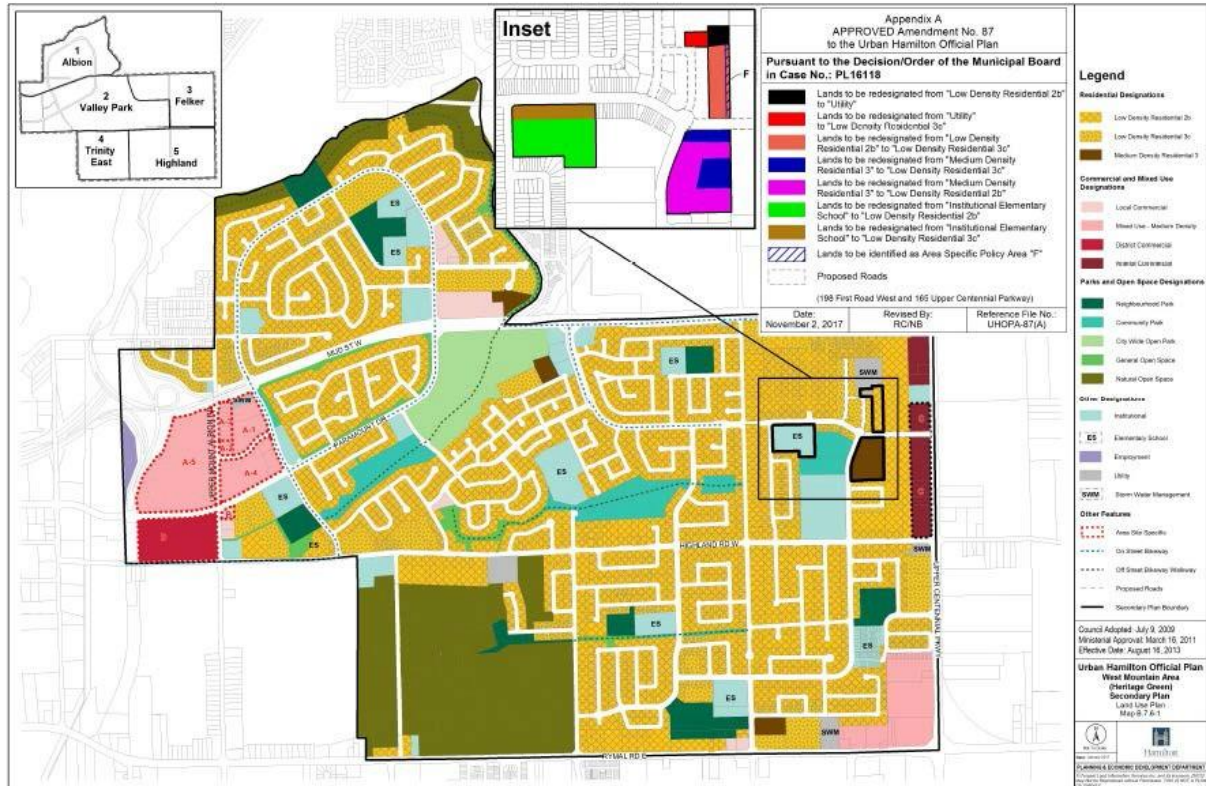 1
Albion
2
Valley Park
3
Felker
4
Trinity
East
5
Highland
Inset
F
Appendix A
APPROVED Amendment No. 87
to the Urban Hamilton Official Plan
Pursuant to the Decision/Order of the Municipal Board
in Case No.: PL16118
Lands to be redesignated from "Low Density Residential 2b"
to "Utility"
Lands to be redesignated from "Utility"
to "Low Density Residential 3c"
Lands to be redesignated from "Low Density
Residential 2b" to "Low Density Residential 3c"
Lands to be redesignated from "Medium Density
Residential 3" to "Low Density Residential 3c"
Lands to be redesignated from "Medium Density
Residential 3" to "Low Density Residential 2b"
Lands to be redesignated from "Institutional Elementary
School" to "Low Density Residential 2b"
Lands to be redesignated from "Institutional Elementary
School" to "Low Density Residential 3c"
Lands to be identified as Area Specific Policy Area "F"
Proposed Roads
(198 First Road West and 165 Upper Centennial Parkway)
Date:
November 2, 2017
Revised By:
RC/NB
Reference File No.:
UHOPA-87(A)
Legend
Residential Designations
Low Density Residential 2b
Low Density Residential 3c
Medium Density Residential 3
Commercial and Mixed Use
Designations
Local Commercial
Mixed Use - Medium Density
District Commercial
Arterial Commercial
Parks and Open Space Designations
Neighbourhood Park
Community Park
City Wide Open Park
General Open Space
Natural Open Space
Other Designations
Institutional
ES
Elementary School
Employment
Utility
SWM
Storm Water Management
Other Features
Area Site Specific
On Street Bikeway
Off Street Bikeway Walkway
Proposed Roads
Secondary Plan Boundary
Council Adopted: July 9, 2009
Ministerial Approval: March 16, 2011
Effective Date: August 16, 2013
Urban Hamilton Official Plan
West Mountain Area
(Heritage Green)
Secondary Plan
Land Use Plan
Map B.7.6-1
Hamilton
PLANNING & ECONOMIC DEVELOPMENT DEPARTMENT
ES
ES
MUD ST W
PARAMOUNT DR
SWM
A-1
A-5
A-4
B
ES
ES
ES
ES
SWM
ES
HIGHLAND RD W
SWM
UPPER CENTENNIAL PKWY
ES
ES
ES
SWM
RYMAL RD E